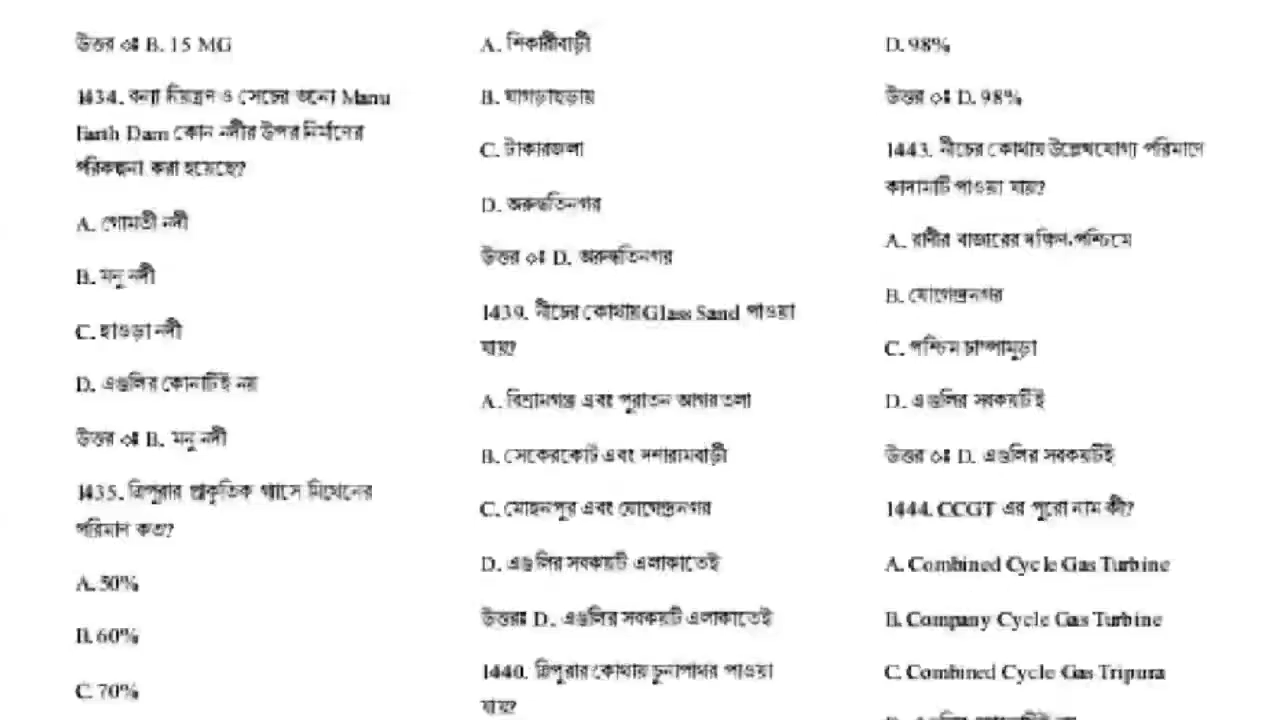 উত্তর ঃ B. 15 MG
1434. বন্যা নিয়ন্ত্রণ ও সেচের জন্যে Manu
Earth Dam কোন নদীর উপর নির্মাণের
পরিকল্পনা করা হয়েছে?
A. গোমতী নদী
B. মনু নদী
C. হাওড়া নদী
D. এগুলির কোনটিই নয়
উত্তর ঃ B. মনু নদী
1435. ত্রিপুরার প্রাকৃতিক গ্যাসে মিথেনের
পরিমাণ কত?
A. 50%
B. 60%
C. 70%
A. শিকারীবাড়ী
B. ঘাগড়াছড়ায়
C. টাকারজলা
D. অরুন্ধতিনগর
উত্তর ঃ D. অরুন্ধতিনগর
1439. নীচের কোথায় Glass Sand পাওয়া
যায়?
A. বিশ্রামগঞ্জ এবং পুরাতন আগরতলা
B. সেকেরকোট এবং দশারামবাড়ী
C. মোহনপুর এবং যোগেন্দ্রনগর
D. এগুলির সবকয়টি এলাকাতেই
উত্তরঃ D. এগুলির সবকয়টি এলাকাতেই
1440. ত্রিপুরার কোথায় চুনাপাথর পাওয়া
যায়?
D. 98%
উত্তর ঃ D. 98%
1443. নীচের কোথায় উল্লেখযোগ্য পরিমাণে
কাদামাটি পাওয়া যায়?
A. রাণীর বাজারের দক্ষিণ-পশ্চিমে
B. যোগেন্দ্রনগর
C. পশ্চিম চাম্পামুড়া
D. এগুলির সবকয়টিই
উত্তর ঃ D. এগুলির সবকয়টিই
1444. CCGT এর পুরো নাম কী?
A. Combined Cycle Gas Turbine
B. Company Cycle Gas Turbine
C. Combined Cycle Gas Tripura